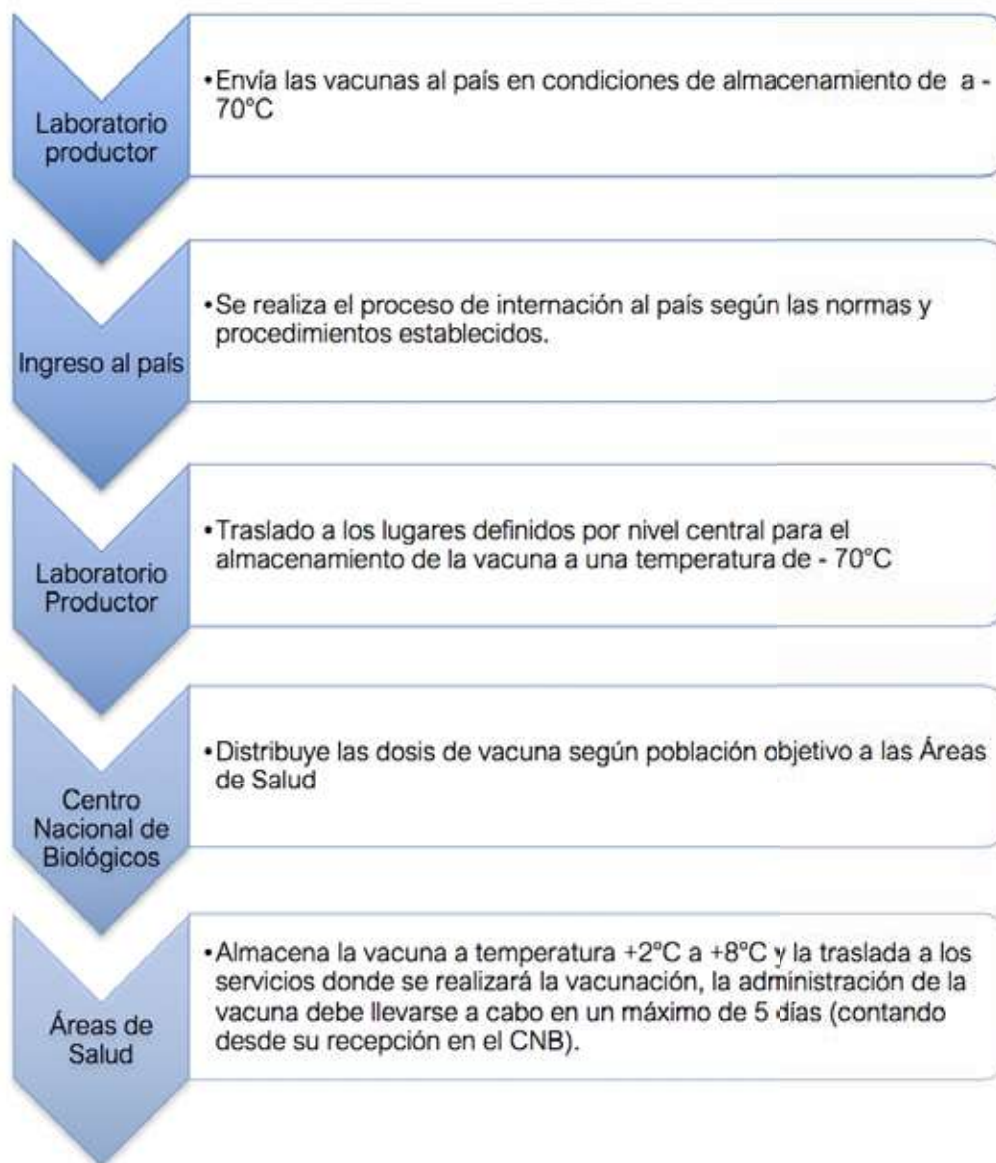 Laboratorio
productor
•Envía las vacunas al país en condiciones de almacenamiento de a -
70°C
Ingreso al país
•Se realiza el proceso de internación al país según las normas y
procedimientos establecidos.
Laboratorio
Productor
•Traslado a los lugares definidos por nivel central para el
almacenamiento de la vacuna a una temperatura de - 70°C
Centro
Nacional de
Biológicos
•Distribuye las dosis de vacuna según población objetivo a las Áreas
de Salud
Áreas de
Salud
•Almacena la vacuna a temperatura +2°C a +8°C y la traslada a los
servicios donde se realizará la vacunación, la administración de la
vacuna debe llevarse a cabo en un máximo de 5 días (contando
desde su recepción en el CNB).